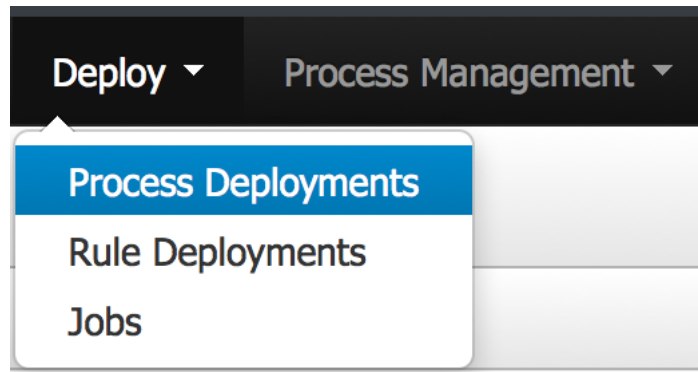 Deploy Process Management
Process Deployments
Rule Deployments
Jobs